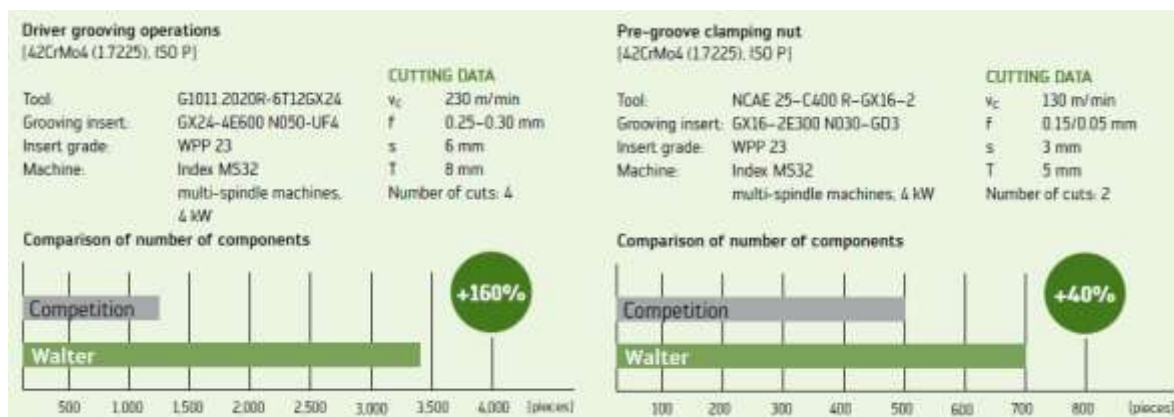 Driver grooving operations
[42CrMo4 (1.7225), ISO P]
CUTTING DATA
Tool: G1011.2020R-6T12GX24 vc 230 m/min
Grooving insert: GX24-4E600 N050-UF4 f 0.25–0.30 mm
Insert grade: WPP 23 s 6 mm
Machine: Index MS32 T 8 mm
multi-spindle machines, Number of cuts: 4
4 kW
Comparison of number of components
+160%
Competition
Walter
500 1.000 1.500 2.000 2.500 3.000 3.500 4.000 [pieces]
Pre-groove clamping nut
[42CrMo4 (1.7225), ISO P]
CUTTING DATA
Tool: NCAE 25–C400 R–GX16–2 vc 130 m/min
Grooving insert: GX16–2E300 N030–GD3 f 0.15/0.05 mm
Insert grade: WPP 23 s 3 mm
Machine: Index MS32 T 5 mm
multi-spindle machines, 4 kW Number of cuts: 2
Comparison of number of components
+40%
Competition
Walter
100 200 300 400 500 600 700 800 [pieces]